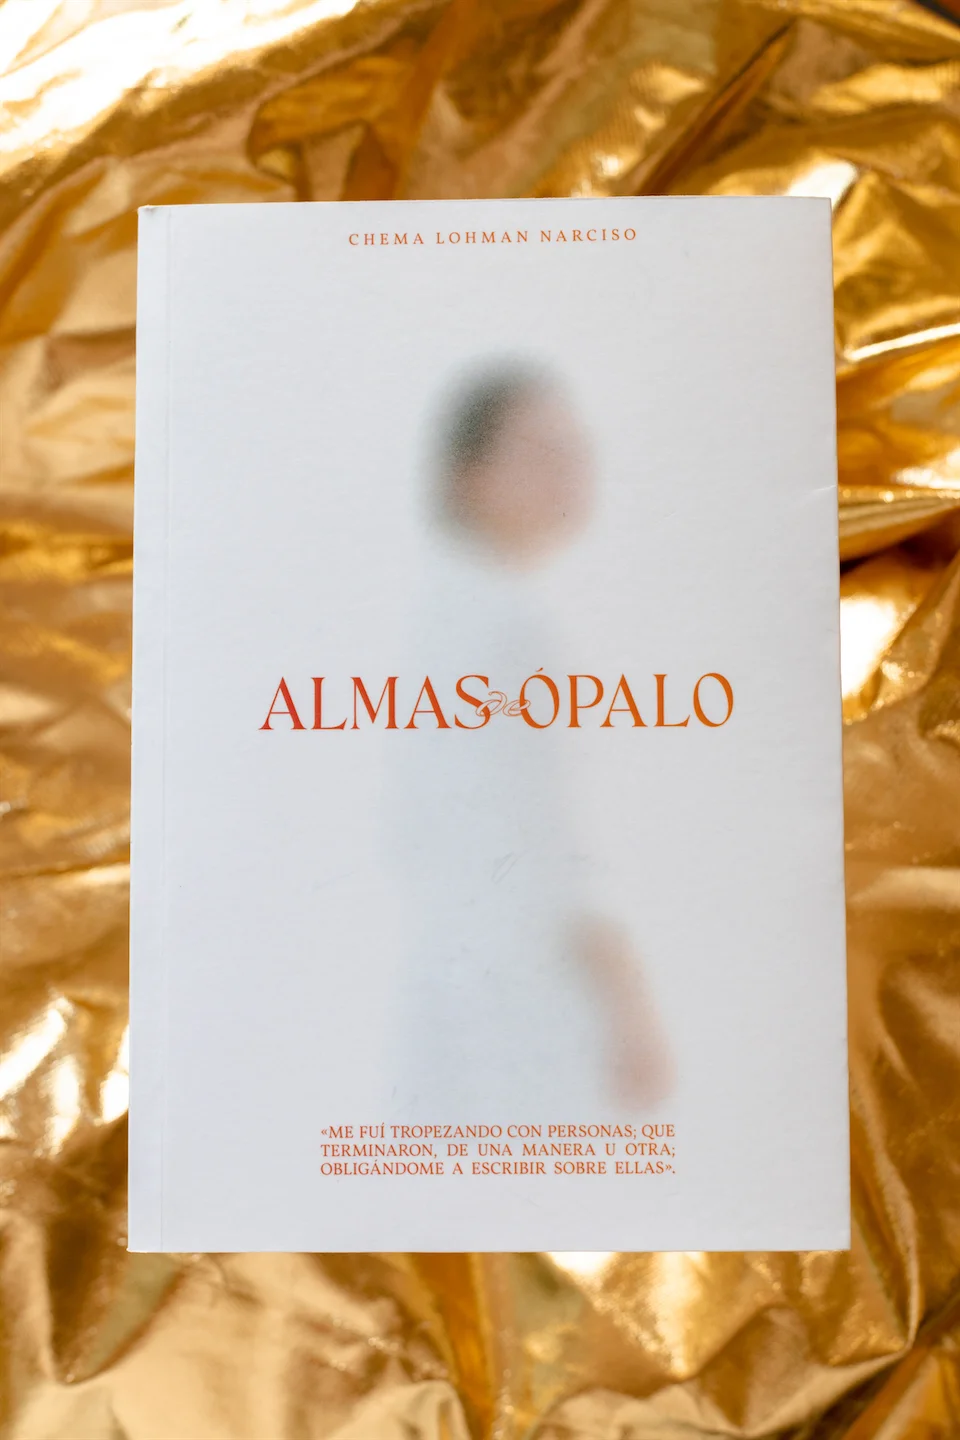 CHEMA LOHMAN NARCISO
ALMAS de ÓPALO
«ME FUÍ TROPEZANDO CON PERSONAS; QUE
TERMINARON, DE UNA MANERA U OTRA;
OBLIGÁNDOME A ESCRIBIR SOBRE ELLAS».